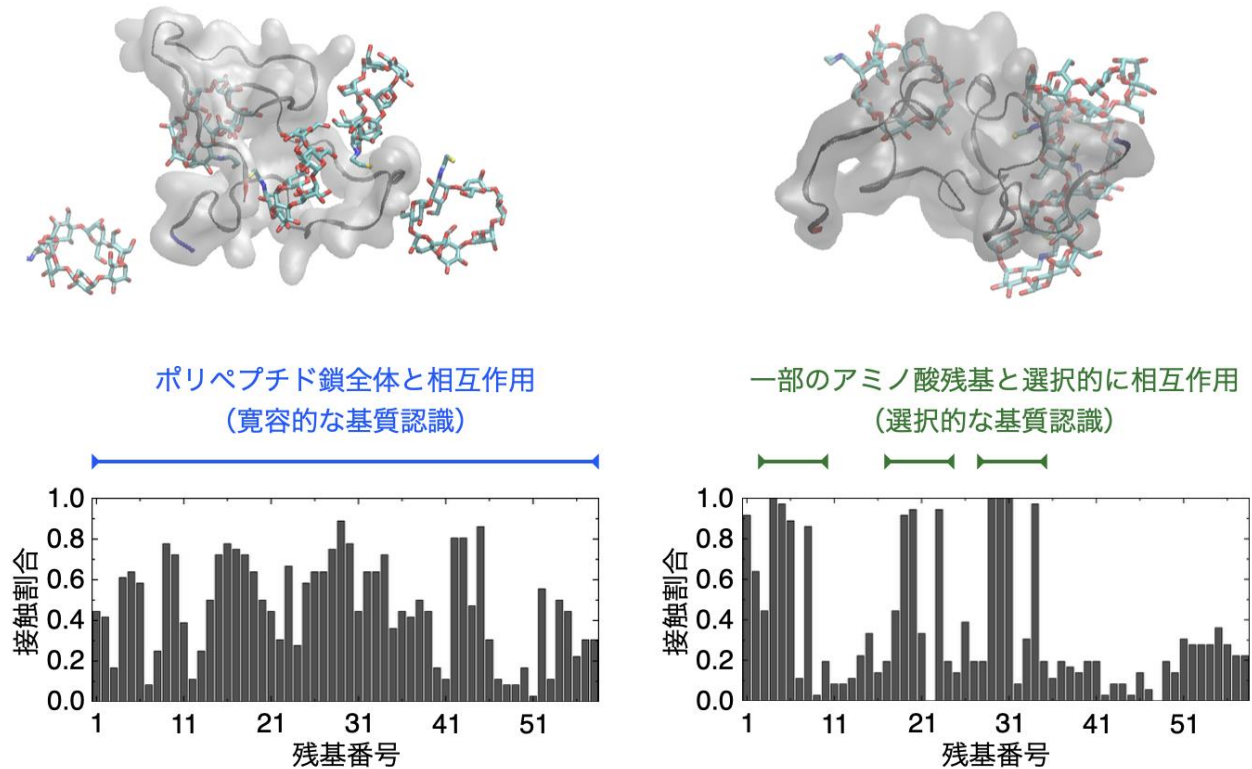 ポリペプチド鎖全体と相互作用
（寛容的な基質認識）
1.0
0.8
0.6
0.4
0.2
0.0
接触割合
1 11 21 31 41 51
残基番号
一部のアミノ酸残基と選択的に相互作用
（選択的な基質認識）
1.0
0.8
0.6
0.4
0.2
0.0
接触割合
1 11 21 31 41 51
残基番号